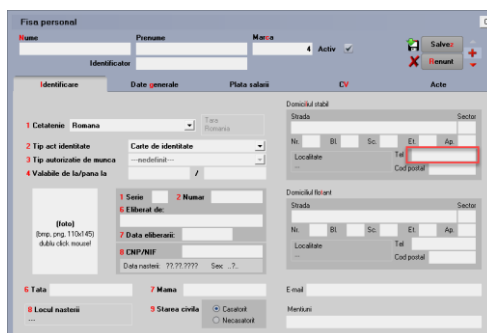 Fisa personal
Nume Prenume Marca
4 Activ
Salvez
Identificator
Renunt
Identificare Date generale Plata salarii CV Acte
Domiciliul stabil
Strada Sector
1 Cetatenie Romana Tara Romania
Nr. Bl. Sc. Et. Ap.
2 Tip act identitate Carte de identitate
Localitate Tel
3 Tip autorizatie de munca ---nedefinit---
--- Cod postal
4 Valabile de la/pana la /
Domiciliul flotant
1 Serie 2 Numar
Strada Sector
6 Eliberat de:
(foto)
(bmp, png, 110x145)
dublu click mouse!
Nr. Bl. Sc. Et. Ap.
7 Data eliberarii:
Localitate Tel
8 CNP/NIF
--- Cod postal
Data nasterii: ??.??.???? Sex: ..?..
6 Tata 7 Mama E-mail
8 Locul nasterii 9 Starea civila Casatorit Mentiuni
--- Necasatorit